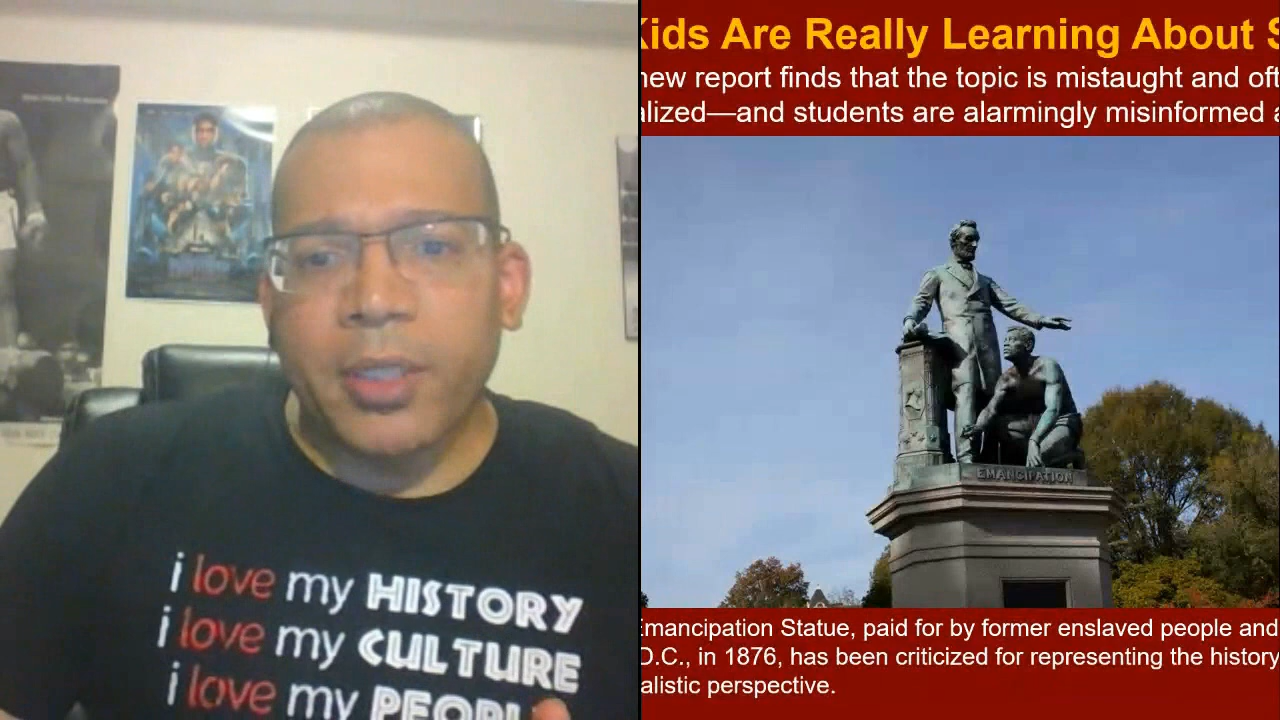 i love my HISTORY
i love my CULTURE
i love my
Kids Are Really Learning About S
new report finds that the topic is mistaught and oft
alized—and students are alarmingly misinformed a
EMANCIPATION
Emancipation Statue, paid for by former enslaved people and
D.C., in 1876, has been criticized for representing the history
alistic perspective.